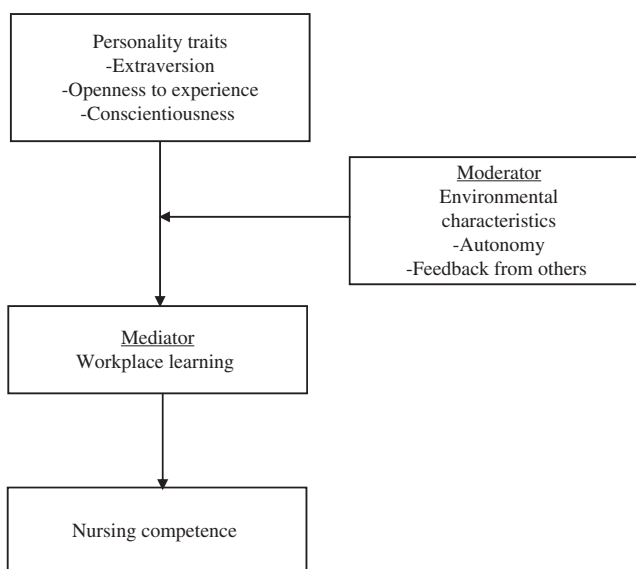 Personality traits
-Extraversion
-Openness to experience
-Conscientiousness
Moderator
Environmental
characteristics
-Autonomy
-Feedback from others
Mediator
Workplace learning
Nursing competence